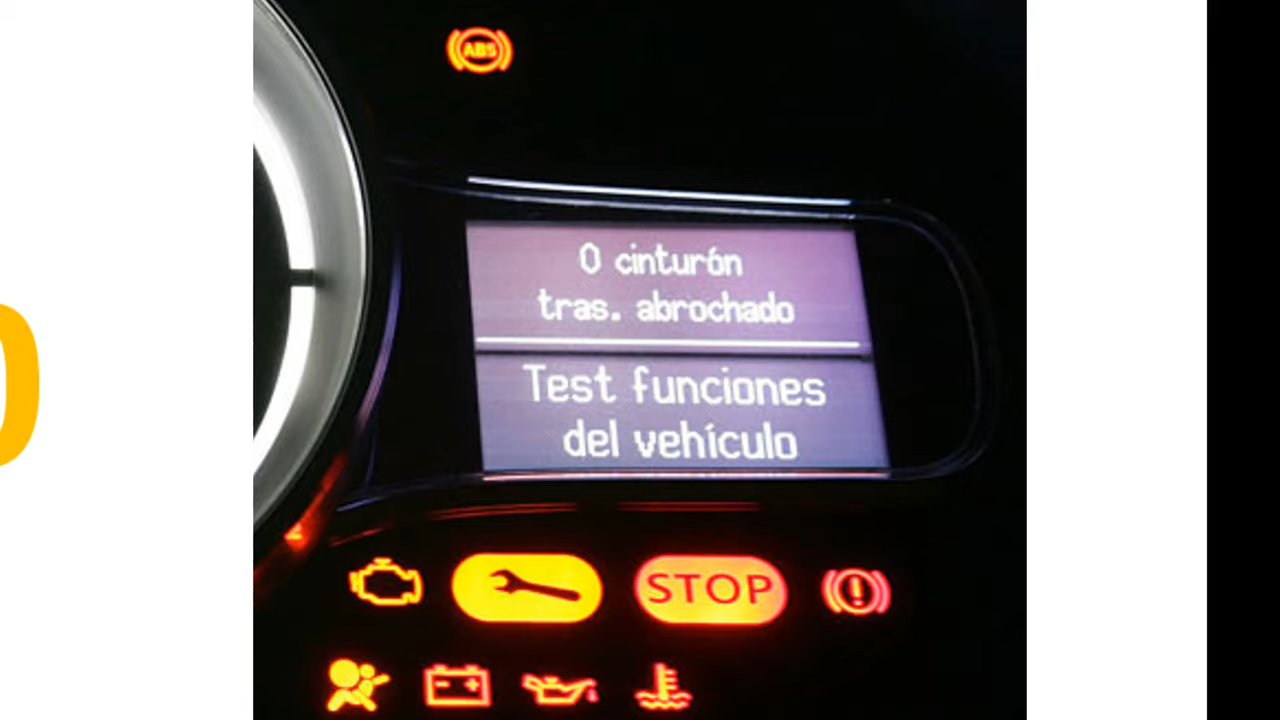 ABS
0 cinturón
tras. abrochado
Test funciones
del vehículo
STOP